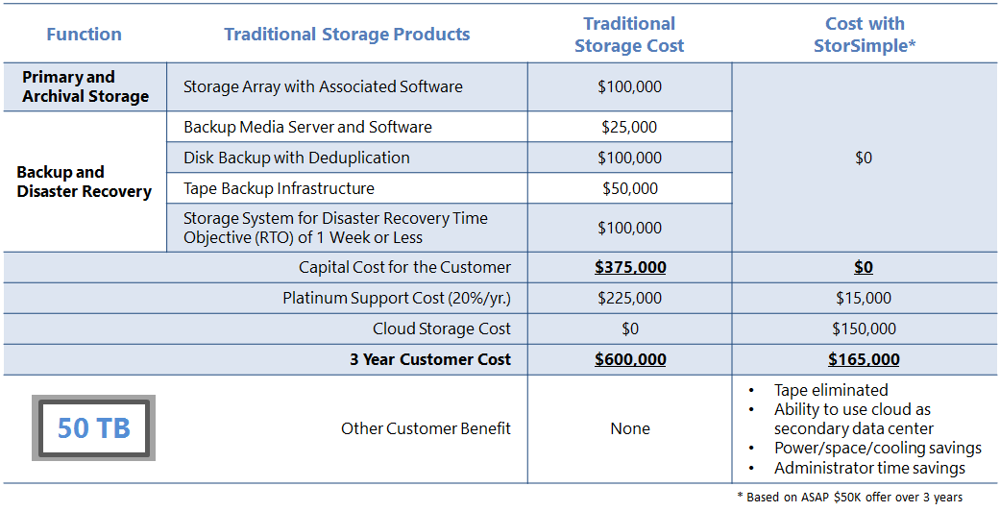 Function
Traditional Storage Products
Traditional
Storage Cost
Cost with
StorSimple*
Primary and
Archival Storage
Storage Array with Associated Software
$100,000
$0
Backup and
Disaster Recovery
Backup Media Server and Software
$25,000
Disk Backup with Deduplication
$100,000
Tape Backup Infrastructure
$50,000
Storage System for Disaster Recovery Time
Objective (RTO) of 1 Week or Less
$100,000
Capital Cost for the Customer
$375,000
$0
Platinum Support Cost (20%/yr.)
$225,000
$15,000
Cloud Storage Cost
$0
$150,000
3 Year Customer Cost
$600,000
$165,000
50 TB
Other Customer Benefit
None
• Tape eliminated
• Ability to use cloud as
secondary data center
• Power/space/cooling savings
• Administrator time savings
* Based on ASAP $50K offer over 3 years